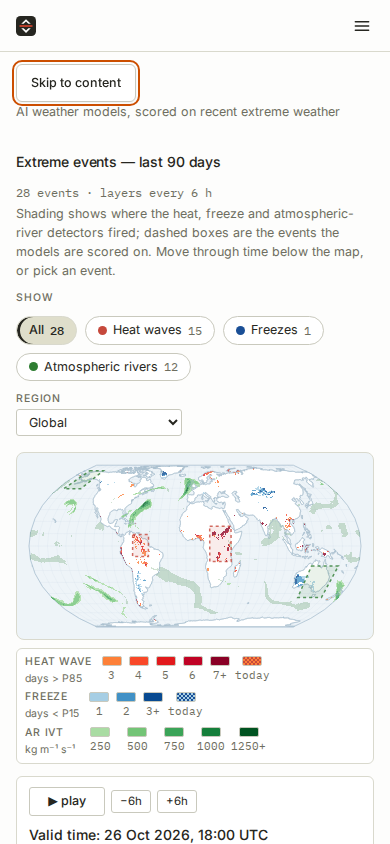 Skip to content
AI weather models, scored on recent extreme weather
Extreme events — last 90 days
28 events · layers every 6 h
Shading shows where the heat, freeze and atmospheric-
river detectors fired; dashed boxes are the events the
models are scored on. Move through time below the map,
or pick an event.
SHOW
All 28 Heat waves 15 Freezes 1
Atmospheric rivers 12
REGION
Global
HEAT WAVE
days > P85 3 4 5 6 7+ today
FREEZE
days < P15 1 2 3+ today
AR IVT
kg m⁻¹ s⁻¹ 250 500 750 1000 1250+
▶ play −6h +6h
Valid time: 26 Oct 2026, 18:00 UTC